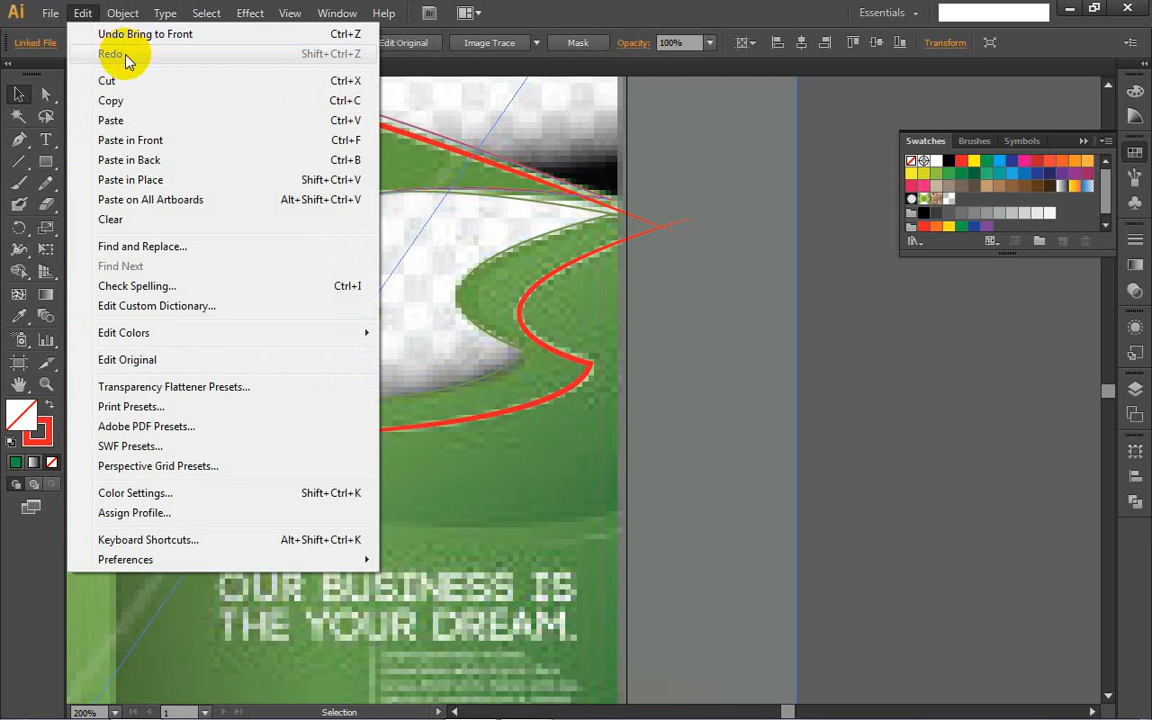 Ai File Edit Object Type Select Effect View Window Help Br Essentials
Linked File Edit Original Image Trace Mask Opacity: 100% Transform
Undo Bring to Front Ctrl+Z
Redo Shift+Ctrl+Z
Cut Ctrl+X
Copy Ctrl+C
Paste Ctrl+V
Paste in Front Ctrl+F
Paste in Back Ctrl+B
Paste in Place Shift+Ctrl+V
Paste on All Artboards Alt+Shift+Ctrl+V
Clear
Find and Replace...
Find Next
Check Spelling... Ctrl+I
Edit Custom Dictionary...
Edit Colors
Edit Original
Transparency Flattener Presets...
Print Presets...
Adobe PDF Presets...
SWF Presets...
Perspective Grid Presets...
Color Settings... Shift+Ctrl+K
Assign Profile...
Keyboard Shortcuts... Alt+Shift+Ctrl+K
Preferences
Swatches Brushes Symbols
OUR BUSINESS IS
THE YOUR DREAM.
200% 1 Selection